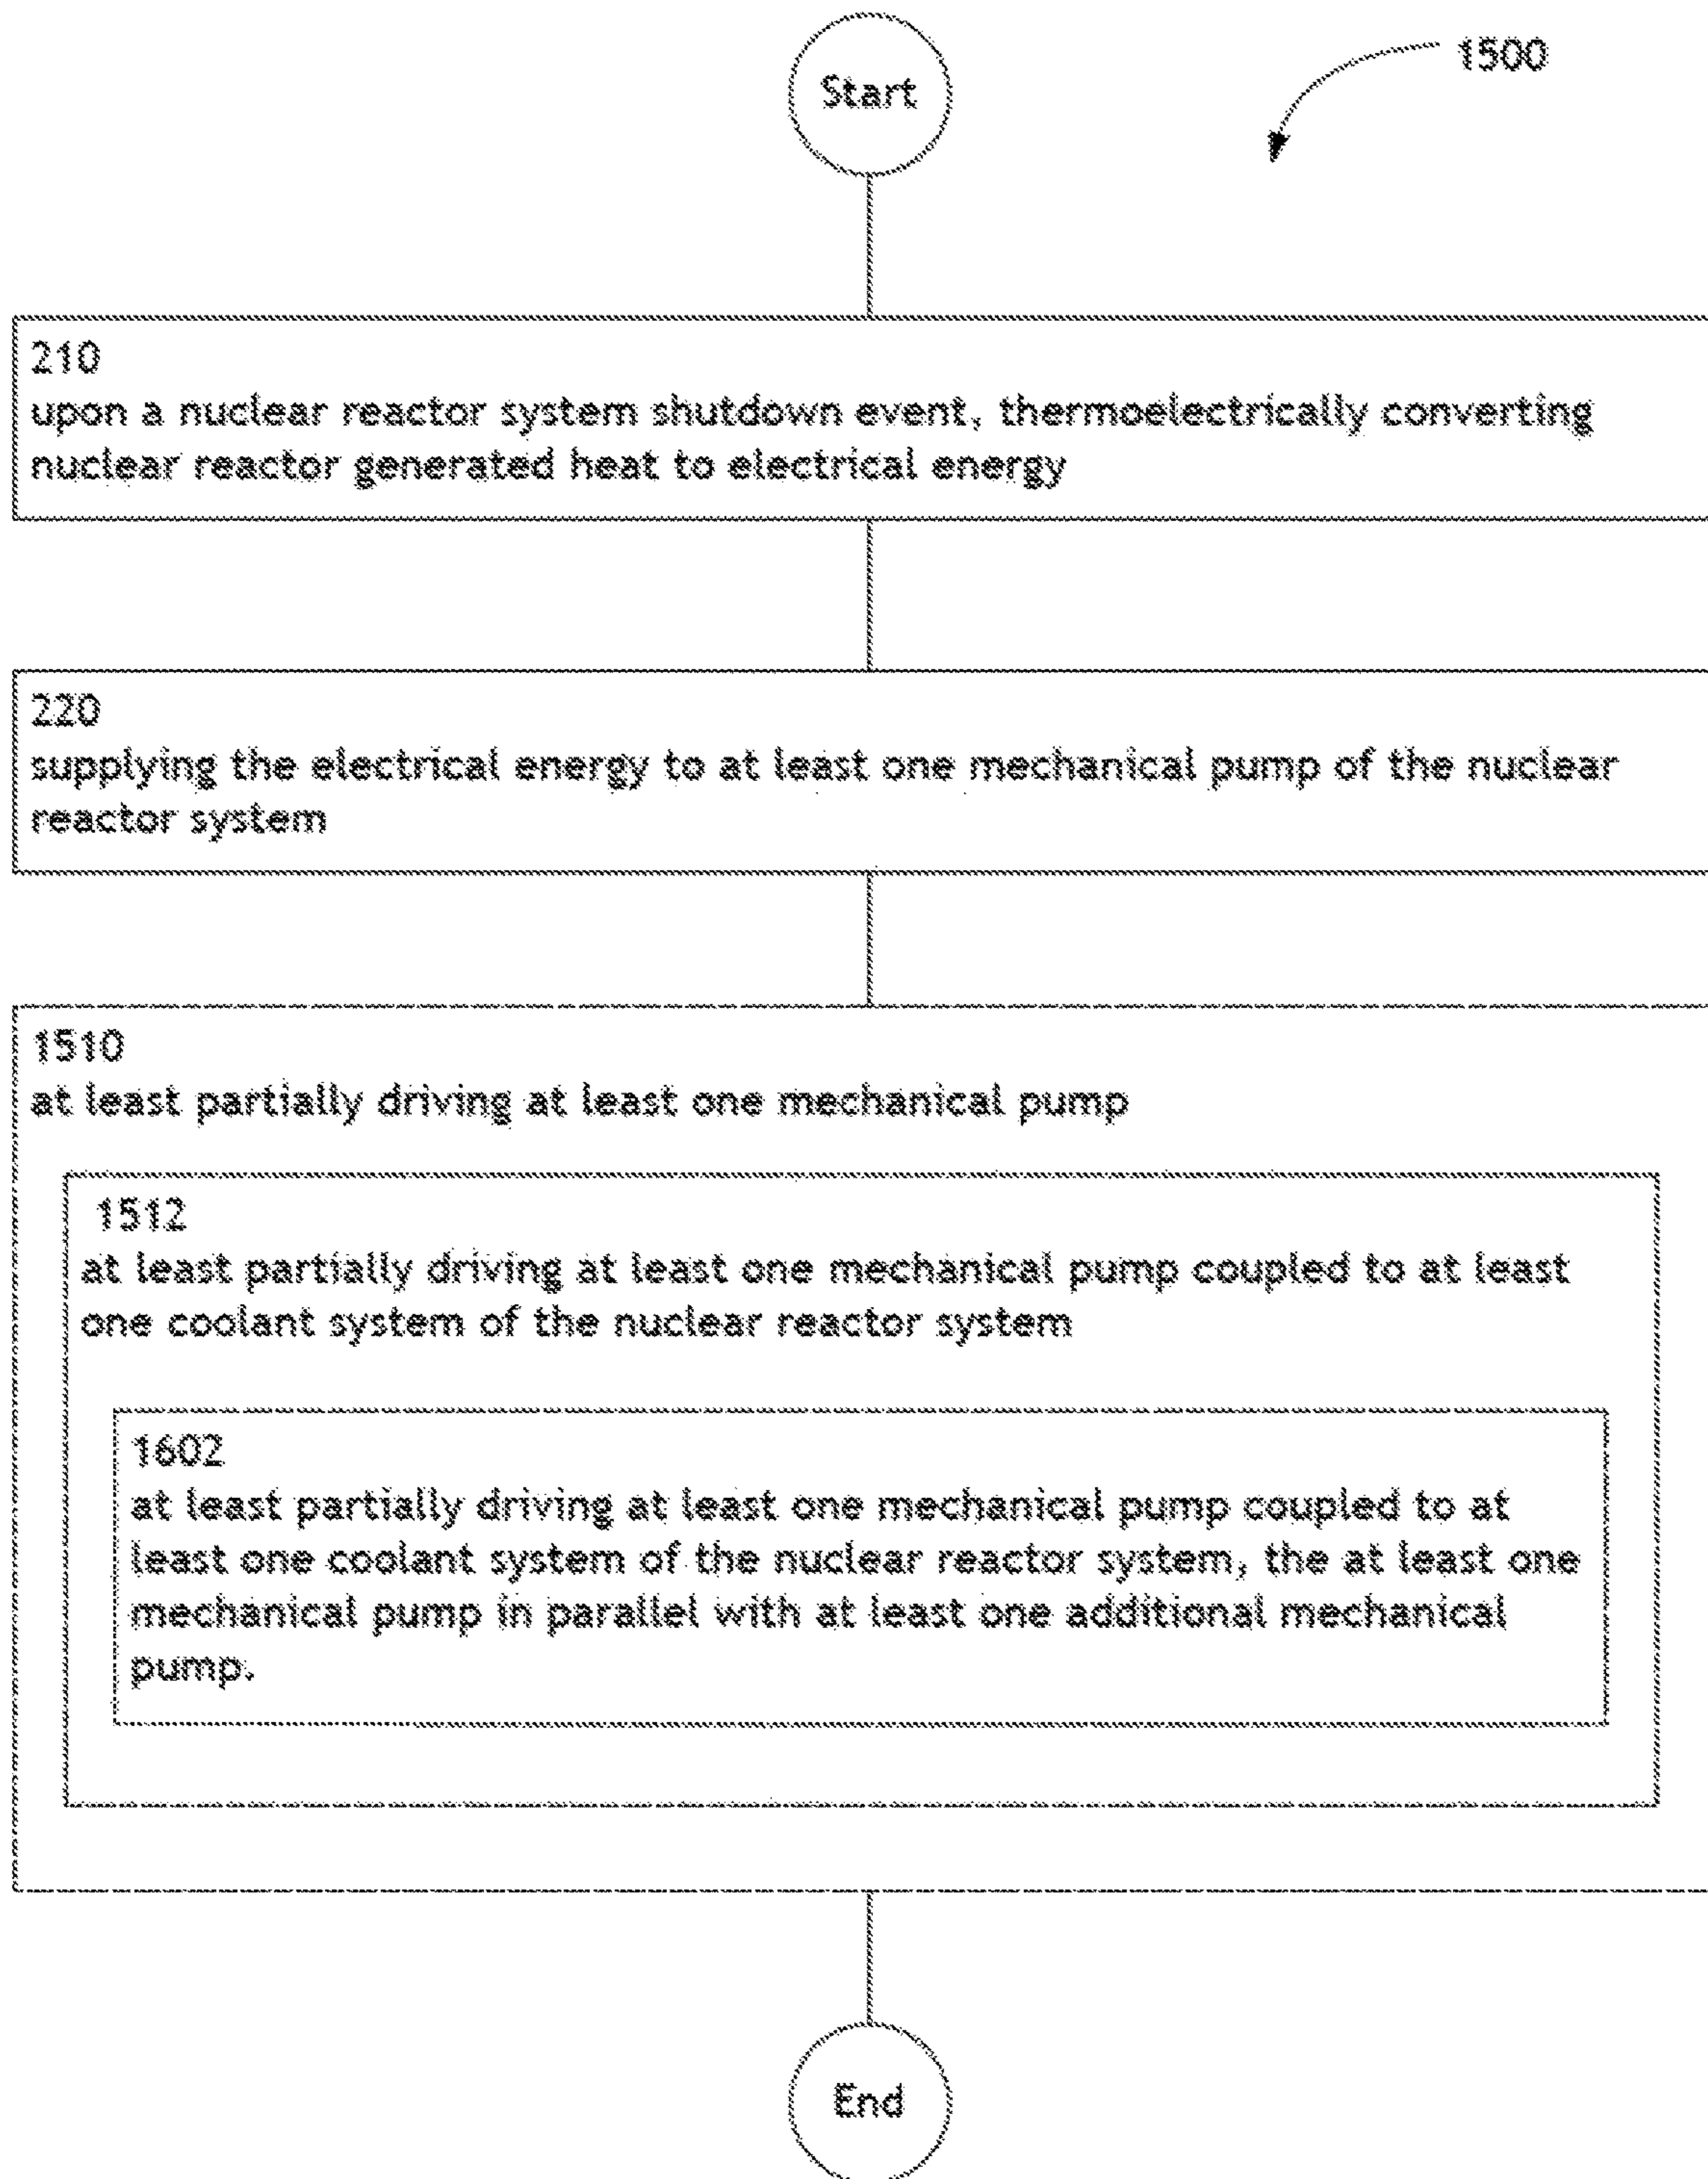 Start
1500
210
upon a nuclear reactor system shutdown event, thermoelectrically converting
nuclear reactor generated heat to electrical energy
220
supplying the electrical energy to at least one mechanical pump of the nuclear
reactor system
1510
at least partially driving at least one mechanical pump
1512
at least partially driving at least one mechanical pump coupled to at least
one coolant system of the nuclear reactor system
1602
at least partially driving at least one mechanical pump coupled to at
least one coolant system of the nuclear reactor system, the at least one
mechanical pump in parallel with at least one additional mechanical
pump.
End